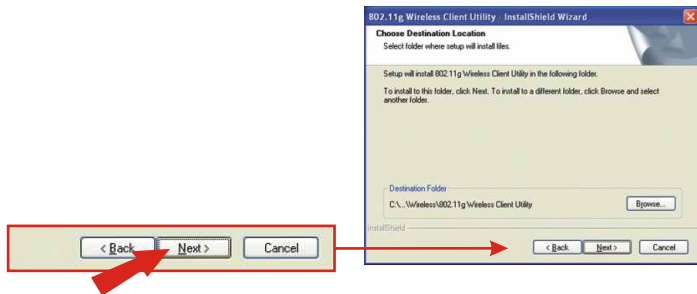 802.11g Wireless Client Utility - InstallShield Wizard
Choose Destination Location
Select folder where setup will install files.
Setup will install 802.11g Wireless Client Utility in the following folder.
To install to this folder, click Next. To install to a different folder, click Browse and select
another folder.
Destination Folder
C:\...\Wireless\802.11g Wireless Client Utility
Browse...
InstallShield
< Back
Next >
Cancel
< Back
Next >
Cancel